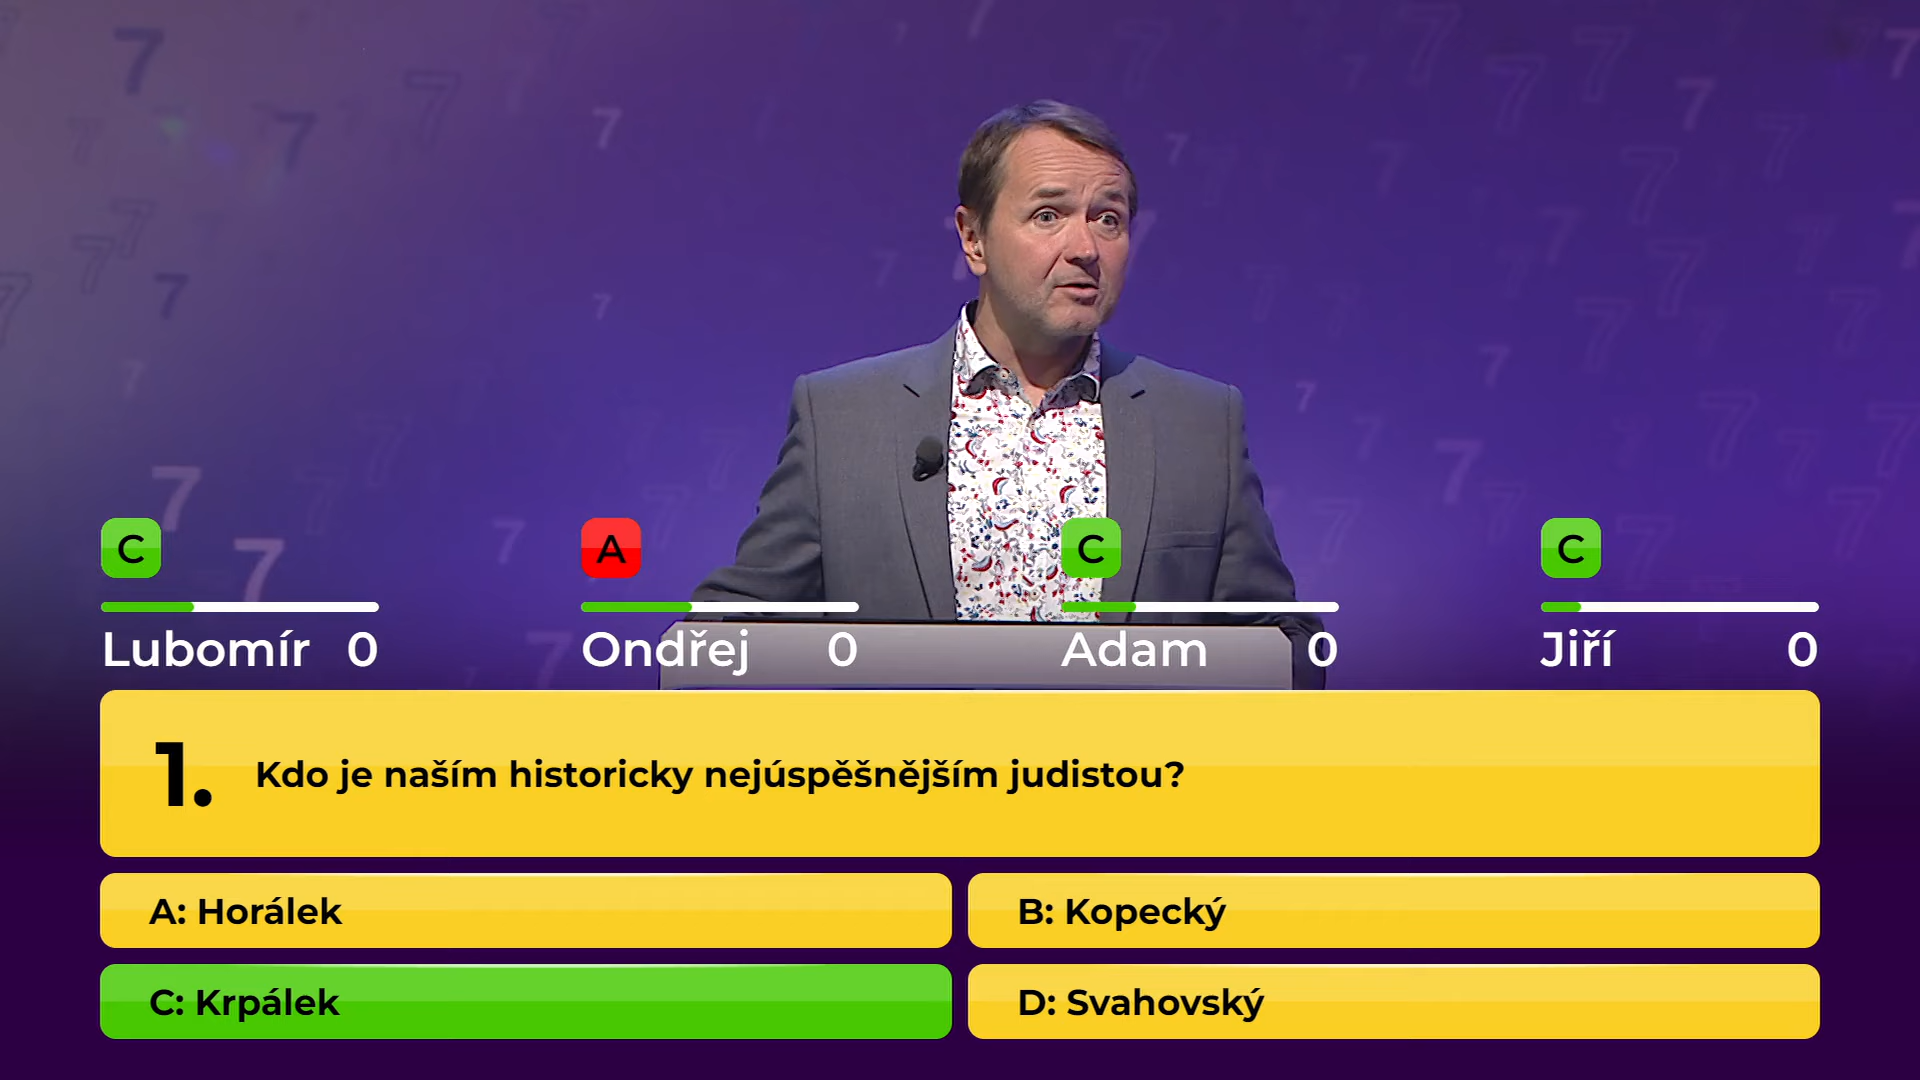 C
A
C
C
Lubomír 0
Ondřej 0
Adam 0
Jiří 0
1. Kdo je naším historicky nejúspěšnějším judistou?
A: Horálek
B: Kopecký
C: Krpálek
D: Svahovský